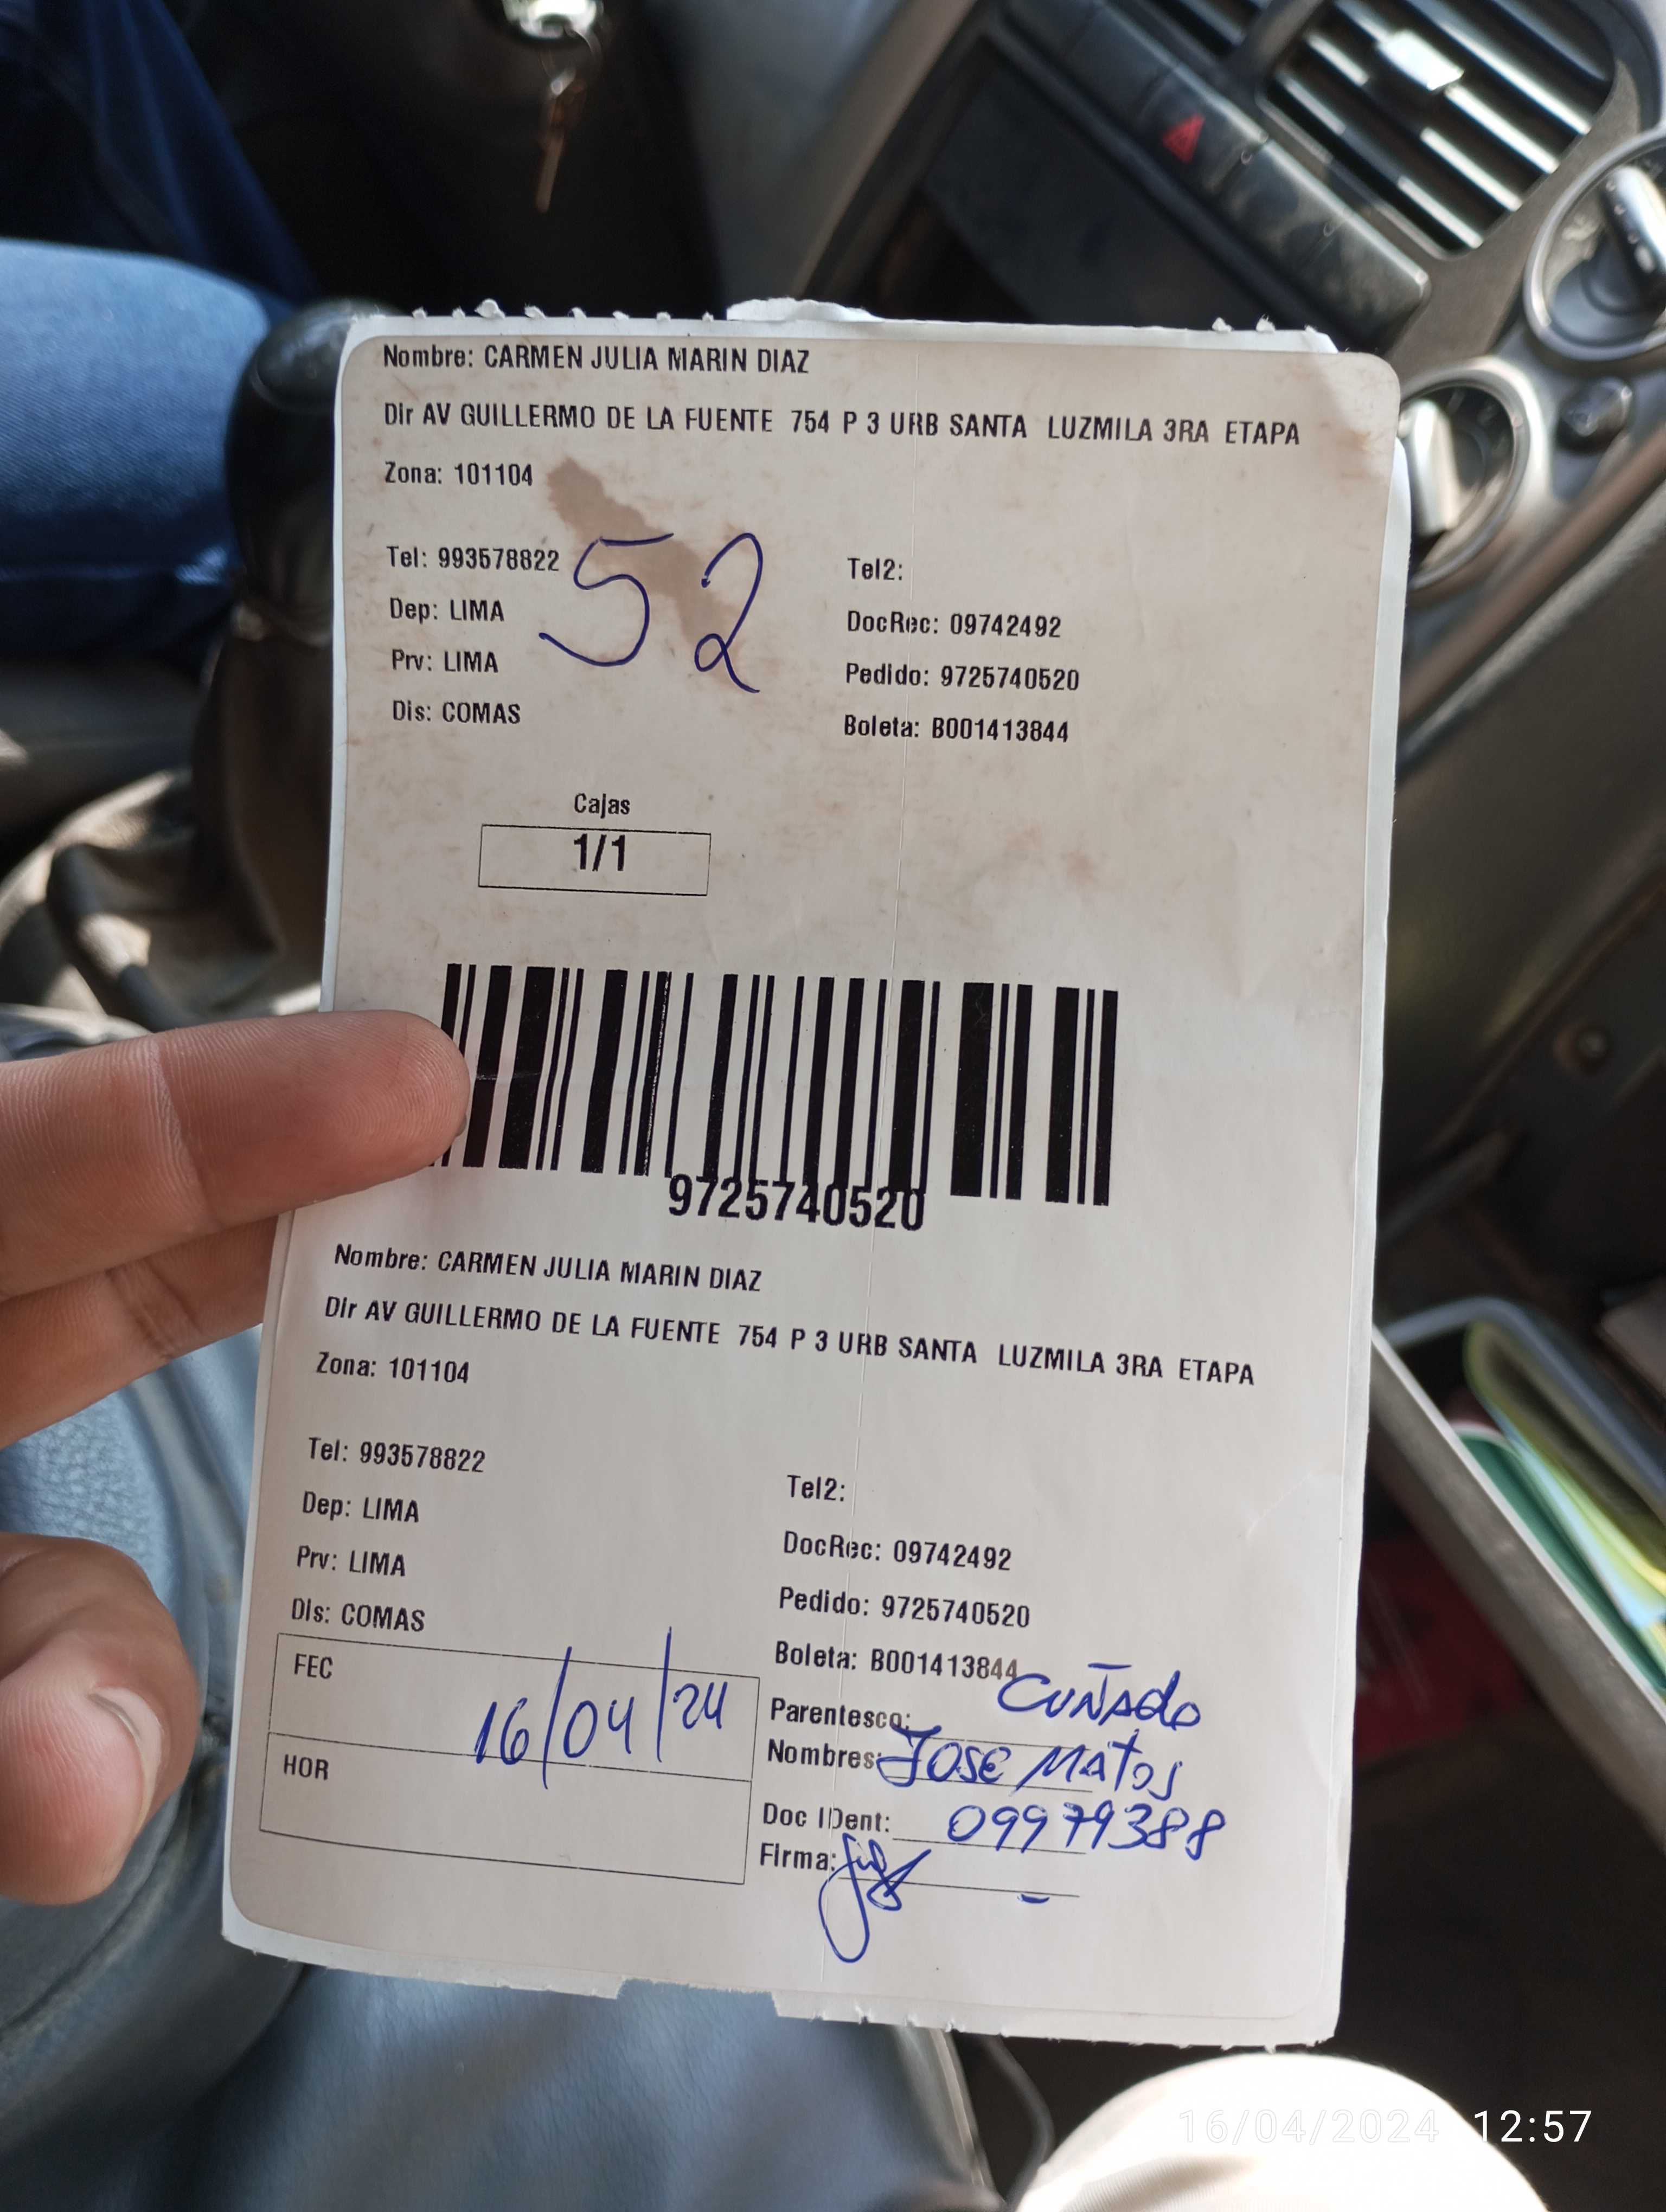 Nombre: CARMEN JULIA MARIN DIAZ
Dir AV GUILLERMO DE LA FUENTE 754 P 3 URB SANTA LUZMILA 3RA ETAPA
Zona: 101104
52
Tel: 993578822
Tel2:
Dep: LIMA
DocRec: 09742492
Prv: LIMA
Pedido: 9725740520
Dis: COMAS
Boleta: B001413844
Cajas
1/1
9725740520
Nombre: CARMEN JULIA MARIN DIAZ
Dir AV GUILLERMO DE LA FUENTE 754 P 3 URB SANTA LUZMILA 3RA ETAPA
Zona: 101104
Tel: 993578822
Tel2:
Dep: LIMA
DocRec: 09742492
Prv: LIMA
Pedido: 9725740520
Dis: COMAS
Boleta: B001413844
FEC 16/04/24
HOR
Parentesco: CUÑADO
Nombres: JOSE MATOS
Doc IDent: 09979388
Firma:
16/04/2024 12:57